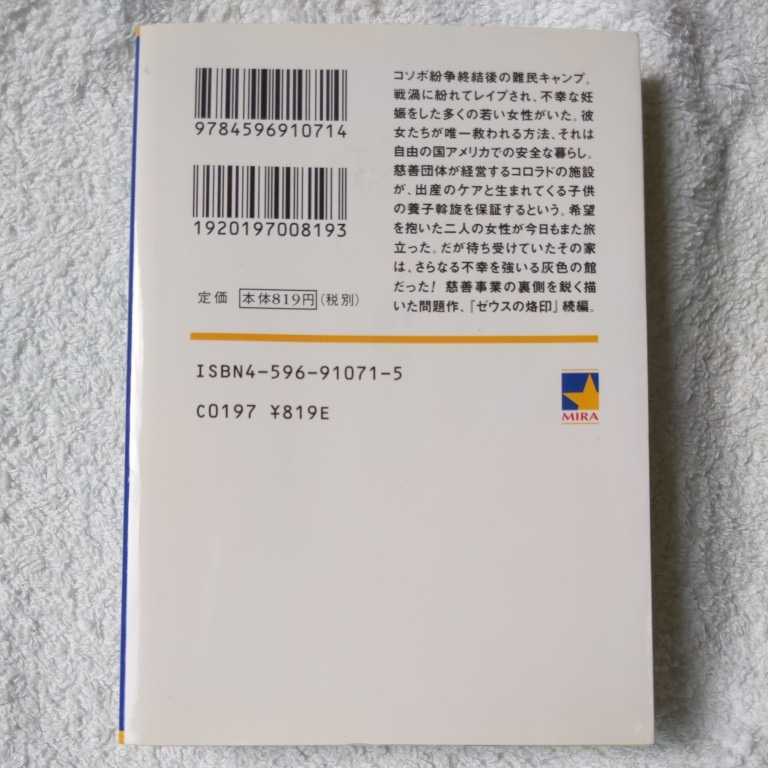 9784596910714
1920197008193
定価 本体819円(税別)
コソボ紛争終結後の難民キャンプ。
戦渦に紛れてレイプされ、不幸な妊
娠をした多くの若い女性がいた。彼
女たちが唯一救われる方法、それは
自由の国アメリカでの安全な暮らし。
慈善団体が経営するコロラドの施設
が、出産のケアと生まれてくる子供
の養子斡旋を保証するという。希望
を抱いた二人の女性が今日もまた旅
立った。だが待ち受けていたその家
は、さらなる不幸を強いる灰色の館
だった! 慈善事業の裏側を鋭く描
いた問題作、『ゼウスの烙印』続編。
ISBN4-596-91071-5
C0197 ¥819E
MIRA